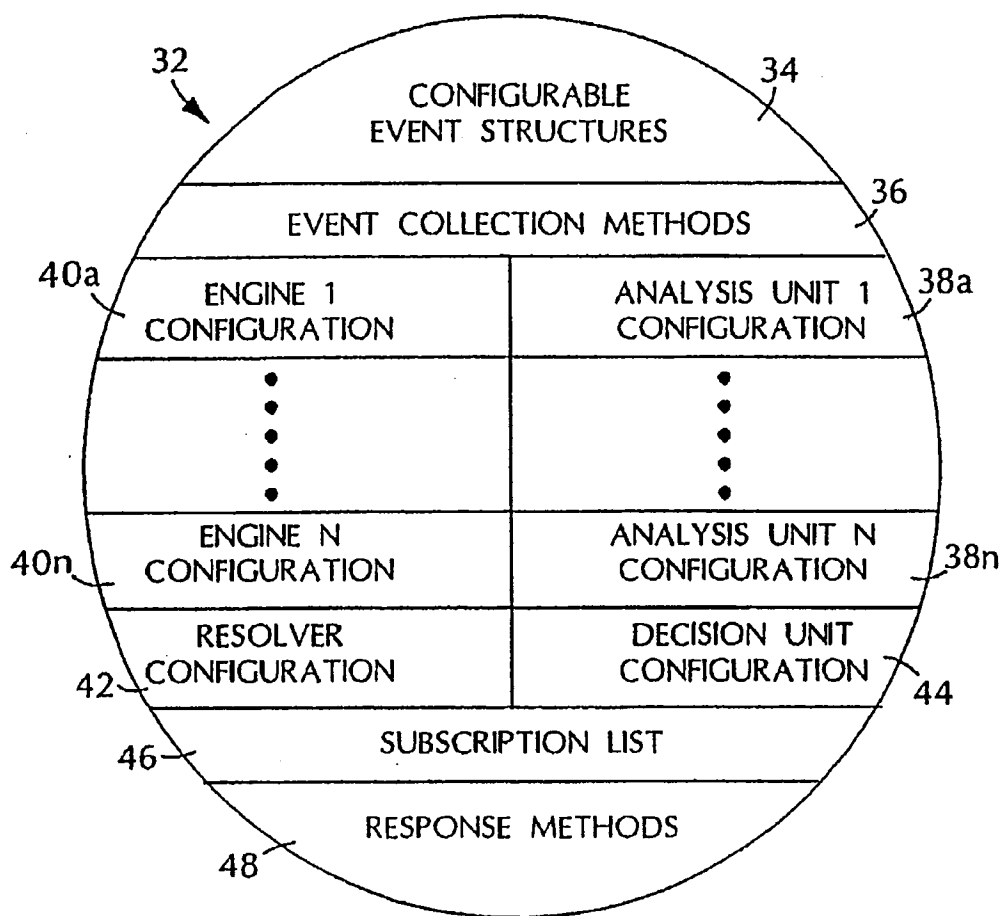 32
34
CONFIGURABLE
EVENT STRUCTURES
36
EVENT COLLECTION METHODS
40a
ENGINE 1
CONFIGURATION
ANALYSIS UNIT 1
CONFIGURATION
38a
40n
ENGINE N
CONFIGURATION
ANALYSIS UNIT N
CONFIGURATION
38n
42
RESOLVER
CONFIGURATION
DECISION UNIT
CONFIGURATION
44
46
SUBSCRIPTION LIST
RESPONSE METHODS
48